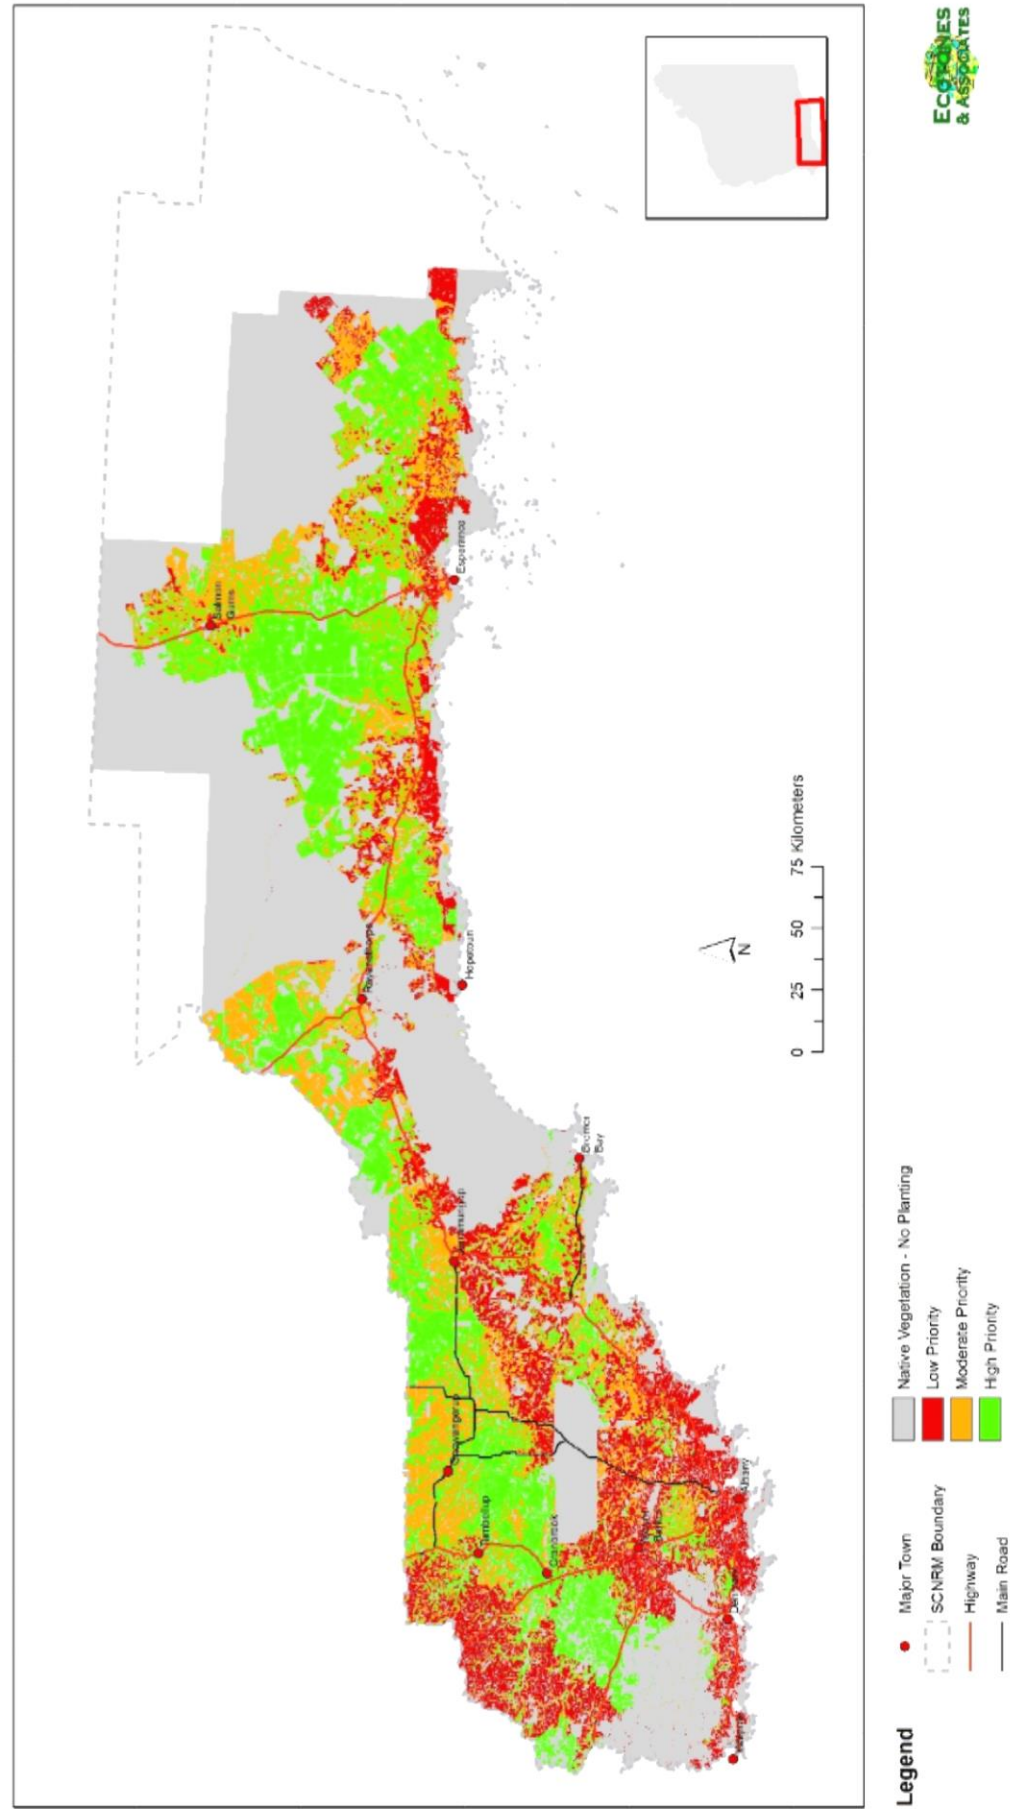 ECOTONES
& ASSOCIATES
Salmon
Gums
Esperance
Ravensthorpe
Hopetoun
Bremer
Bay
Jerramungup
Gnowangerup
Tambellup
Cranbrook
Albany
N
0 25 50 75 Kilometers
Legend
Major Town
SCNRM Boundary
Highway
Main Road
Native Vegetation - No Planting
Low Priority
Moderate Priority
High Priority